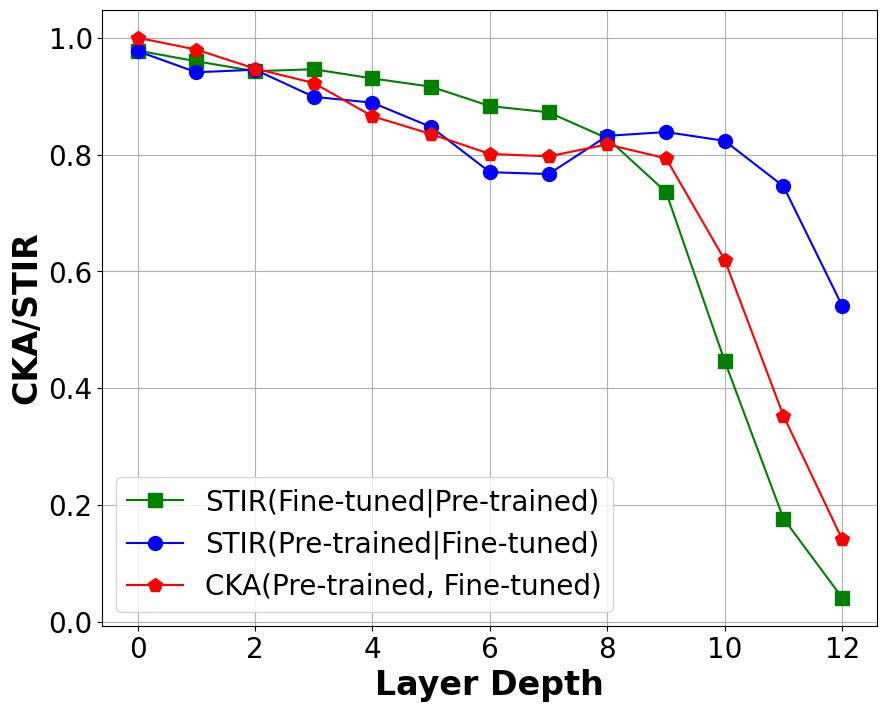 1.0
0.8
0.6
0.4
0.2
0.0
CKA/STIR
STIR(Fine-tuned|Pre-trained)
STIR(Pre-trained|Fine-tuned)
CKA(Pre-trained, Fine-tuned)
0 2 4 6 8 10 12
Layer Depth